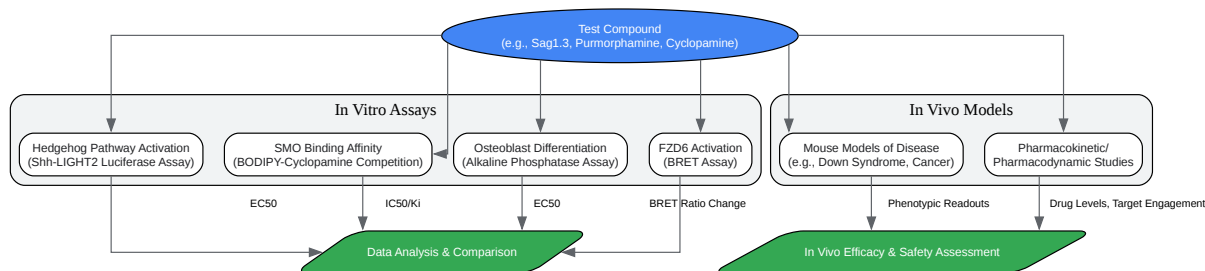 Test Compound
(e.g., Sag1.3, Purmorphamine, Cyclopamine)
In Vitro Assays
In Vivo Models
Hedgehog Pathway Activation
(Shh-LIGHT2 Luciferase Assay)
SMO Binding Affinity
(BODIPY-Cyclopamine Competition)
Osteoblast Differentiation
(Alkaline Phosphatase Assay)
FZD6 Activation
(BRET Assay)
Mouse Models of Disease
(e.g., Down Syndrome, Cancer)
Pharmacokinetic/
Pharmacodynamic Studies
EC50
IC50/Ki
EC50
BRET Ratio Change
Phenotypic Readouts
Drug Levels, Target Engagement
Data Analysis & Comparison
In Vivo Efficacy & Safety Assessment